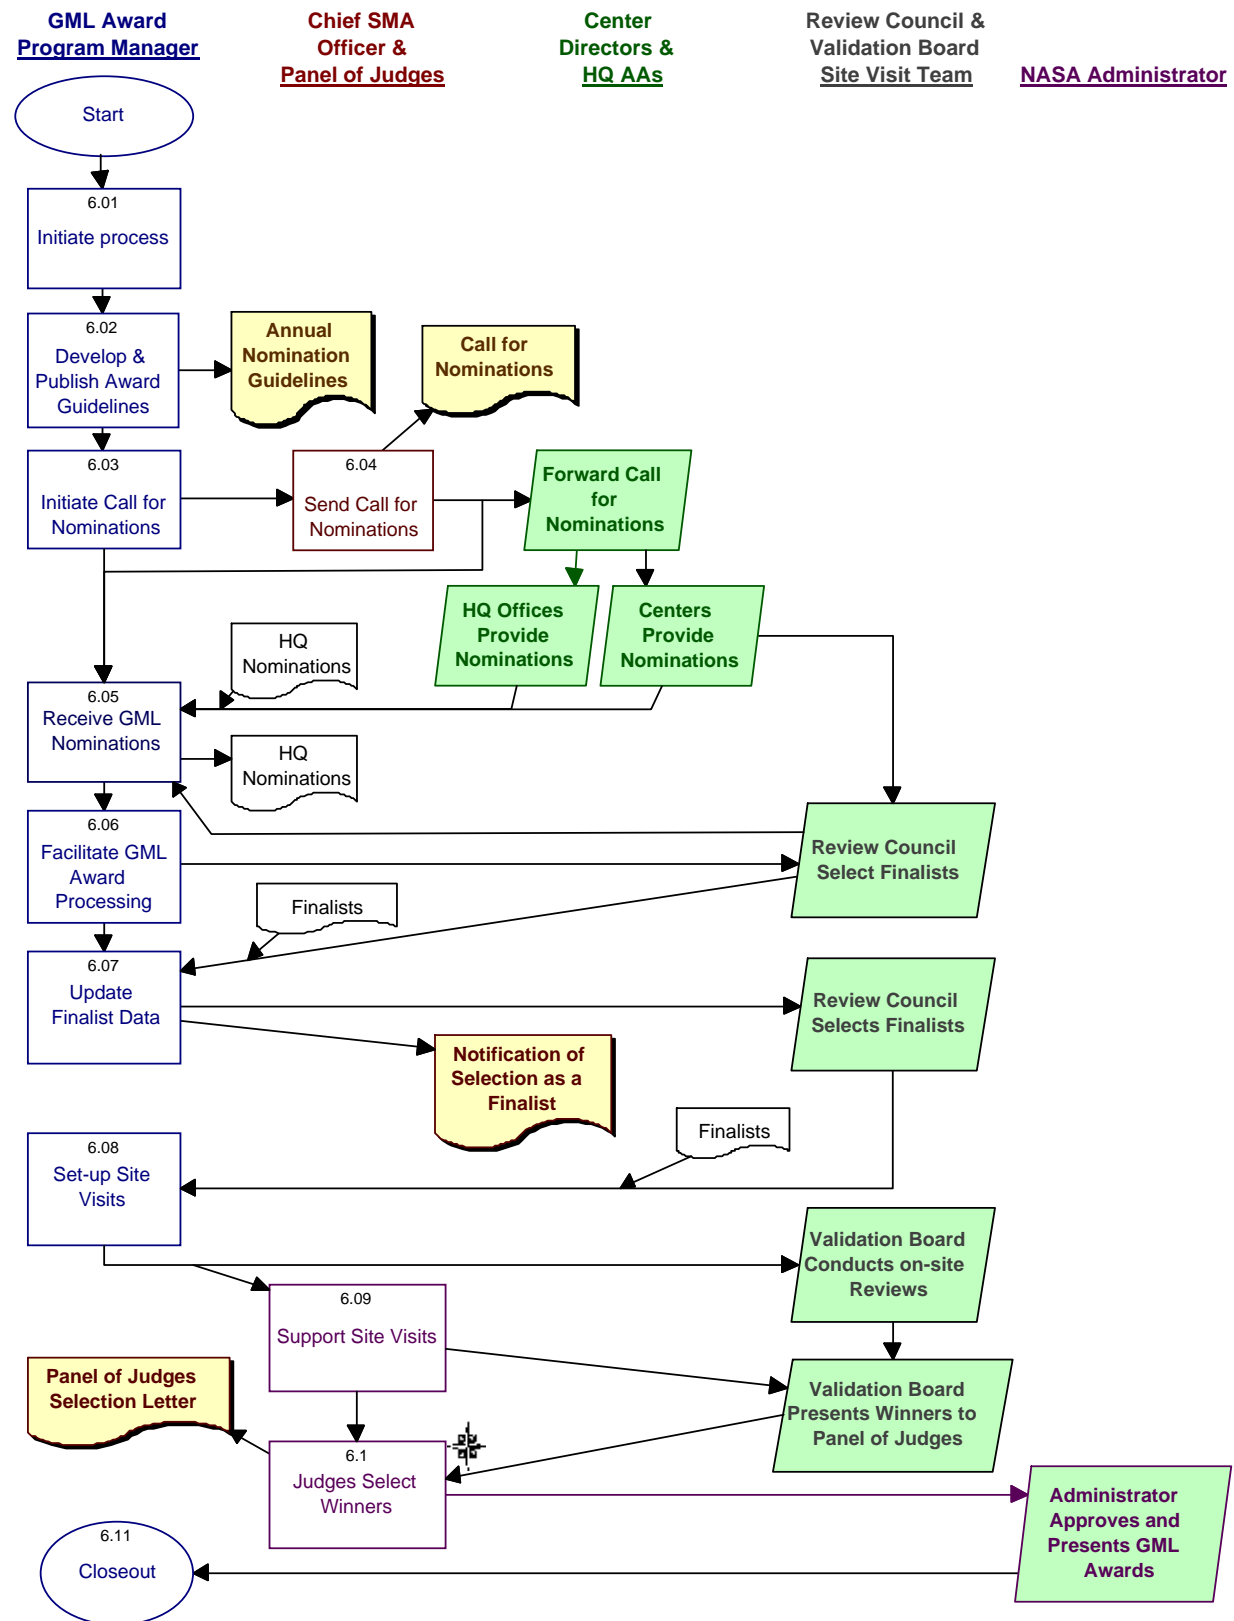 GML Award
Program Manager
Chief SMA
Officer &
Panel of Judges
Center
Directors &
HQ AAs
Review Council &
Validation Board
Site Visit Team
NASA Administrator
Start
6.01
Initiate process
6.02
Develop &
Publish Award
Guidelines
Annual
Nomination
Guidelines
Call for
Nominations
6.03
Initiate Call for
Nominations
6.04
Send Call for
Nominations
Forward Call
for
Nominations
HQ Offices
Provide
Nominations
Centers
Provide
Nominations
HQ
Nominations
6.05
Receive GML
Nominations
HQ
Nominations
6.06
Facilitate GML
Award
Processing
Review Council
Select Finalists
Finalists
6.07
Update
Finalist Data
Review Council
Selects Finalists
Notification of
Selection as a
Finalist
Finalists
6.08
Set-up Site
Visits
Validation Board
Conducts on-site
Reviews
6.09
Support Site Visits
Panel of Judges
Selection Letter
Validation Board
Presents Winners to
Panel of Judges
6.1
Judges Select
Winners
Administrator
Approves and
Presents GML
Awards
6.11
Closeout